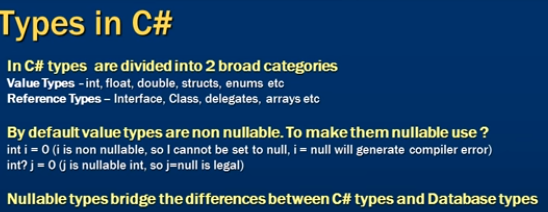 Types in C#
In C# types are divided into 2 broad categories
Value Types – int, float, double, structs, enums etc
Reference Types – Interface, Class, delegates, arrays etc
By default value types are non nullable. To make them nullable use ?
int i = 0 (i is non nullable, so I cannot be set to null, i = null will generate compiler error)
int? j = 0 (j is nullable int, so j=null is legal)
Nullable types bridge the differences between C# types and Database types